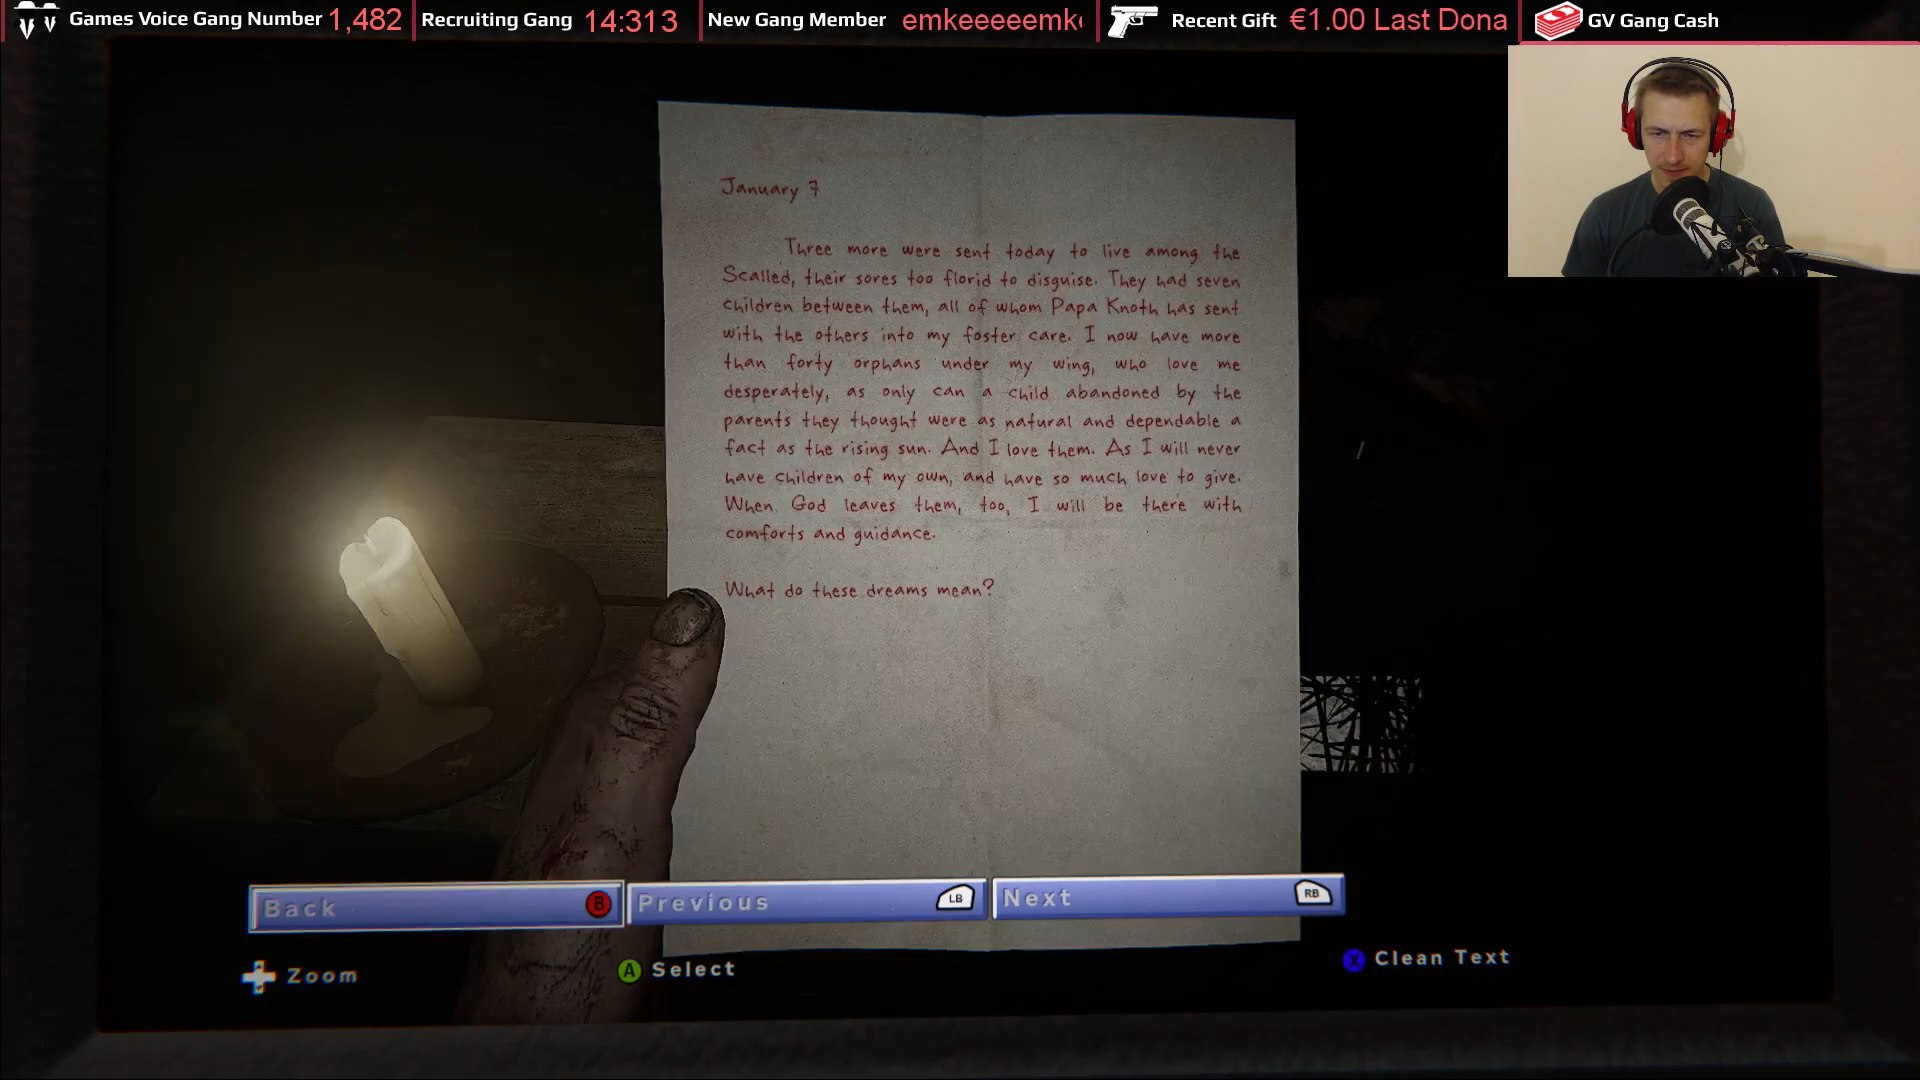 Games Voice Gang Number 1,482 Recruiting Gang 14:313 New Gang Member emkeeeeemk Recent Gift €1.00 Last Dona GV Gang Cash
January 7
Three more were sent today to live among the
Scalled, their sores too florid to disguise. They had seven
children between them, all of whom Papa Knoth has sent
with the others into my foster care. I now have more
than forty orphans under my wing, who love me
desperately, as only can a child abandoned by the
parents they thought were as natural and dependable a
fact as the rising sun. And I love them. As I will never
have children of my own, and have so much love to give.
When God leaves them, too, I will be there with
comforts and guidance.
What do these dreams mean?
Back B Previous LB Next RB
Zoom A Select X Clean Text